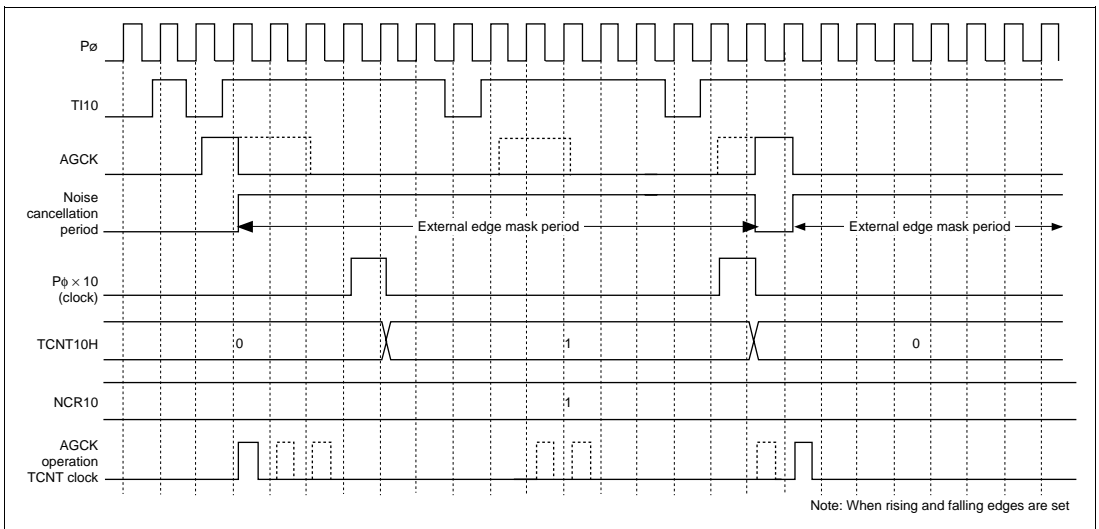 Pø
TI10
AGCK
Noise
cancellation
period
External edge mask period
External edge mask period
Pϕ × 10
(clock)
TCNT10H
0
1
0
NCR10
1
AGCK
operation
TCNT clock
Note: When rising and falling edges are set